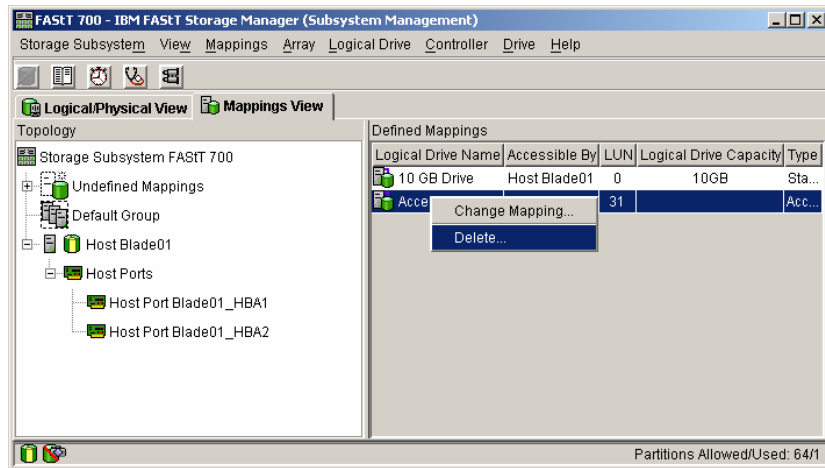 FAStT 700 - IBM FAStT Storage Manager (Subsystem Management)
Storage Subsystem View Mappings Array Logical Drive Controller Drive Help
Logical/Physical View Mappings View
Topology
Storage Subsystem FAStT 700
Undefined Mappings
Default Group
Host Blade01
Host Ports
Host Port Blade01_HBA1
Host Port Blade01_HBA2
Defined Mappings
Logical Drive Name Accessible By LUN Logical Drive Capacity Type
10 GB Drive Host Blade01 0 10GB Sta...
Acce 31 Acc...
Change Mapping...
Delete...
Partitions Allowed/Used: 64/1